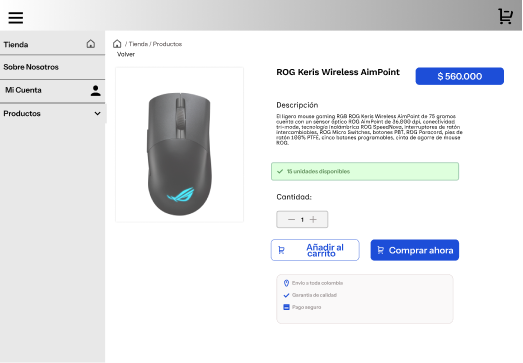 Tienda
Sobre Nosotros
Mi Cuenta
Productos
/ Tienda / Productos
Volver
ROG Keris Wireless AimPoint
$ 560.000
Descripción
El ligero mouse gaming RGB ROG Keris Wireless AimPoint de 75 gramos
cuenta con un sensor óptico ROG AimPoint de 36,000 dpi, conectividad
tri-mode, tecnología inalámbrica ROG SpeedNova, interruptores de ratón
intercambiables, ROG Micro Switches, botones PBT, ROG Paracord, pies de
ratón 100% PTFE, cinco botones programables, cinta de agarre de mouse
ROG.
15 unidades disponibles
Cantidad:
1
Añadir al
carrito
Comprar ahora
Envío a toda colombia
Garantía de calidad
Pago seguro